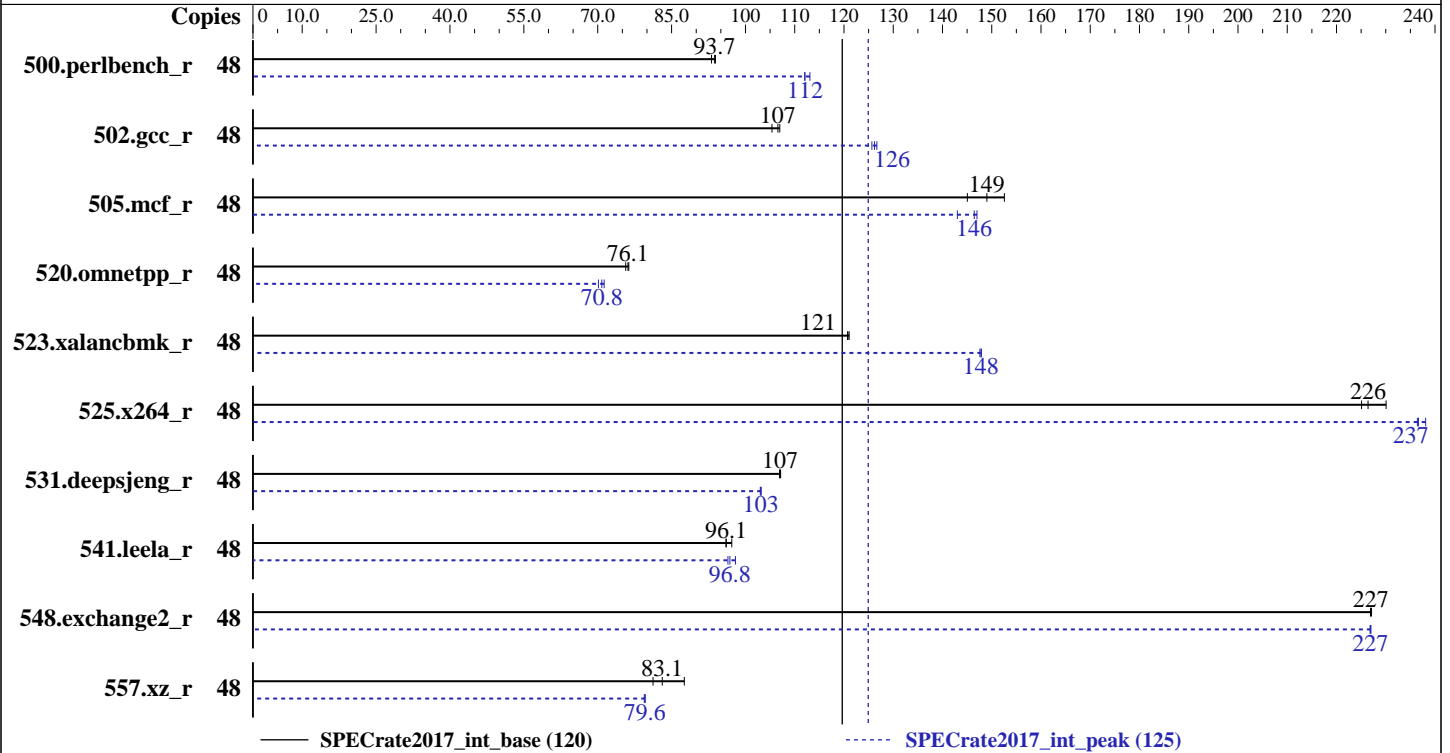 Copies 0 10.0 25.0 40.0 55.0 70.0 85.0 100 110 120 130 140 150 160 170 180 190 200 210 220 240
93.7
500.perlbench_r 48
112
107
502.gcc_r 48
126
149
505.mcf_r 48
146
76.1
520.omnetpp_r 48
70.8
121
523.xalancbmk_r 48
148
226
525.x264_r 48
237
107
531.deepsjeng_r 48
103
96.1
541.leela_r 48
96.8
227
548.exchange2_r 48
227
83.1
557.xz_r 48
79.6
SPECrate2017_int_base (120) SPECrate2017_int_peak (125)